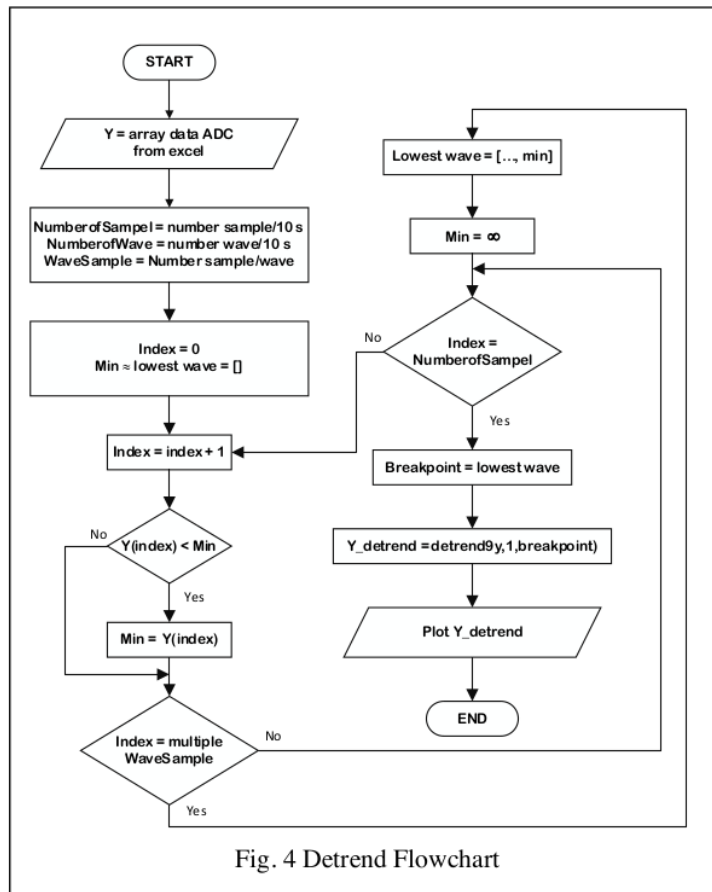 START
Y = array data ADC
from excel
NumberofSampel = number sample/10 s
NumberofWave = number wave/10 s
WaveSample = Number sample/wave
Index = 0
Min ≈ lowest wave = []
Index = index + 1
No
Y(index) < Min
Yes
Min = Y(index)
Index = multiple
WaveSample
No
Yes
Lowest wave = [..., min]
Min = ∞
No
Index =
NumberofSampel
Yes
Breakpoint = lowest wave
Y_detrend =detrend9y,1,breakpoint)
Plot Y_detrend
END
Fig. 4 Detrend Flowchart